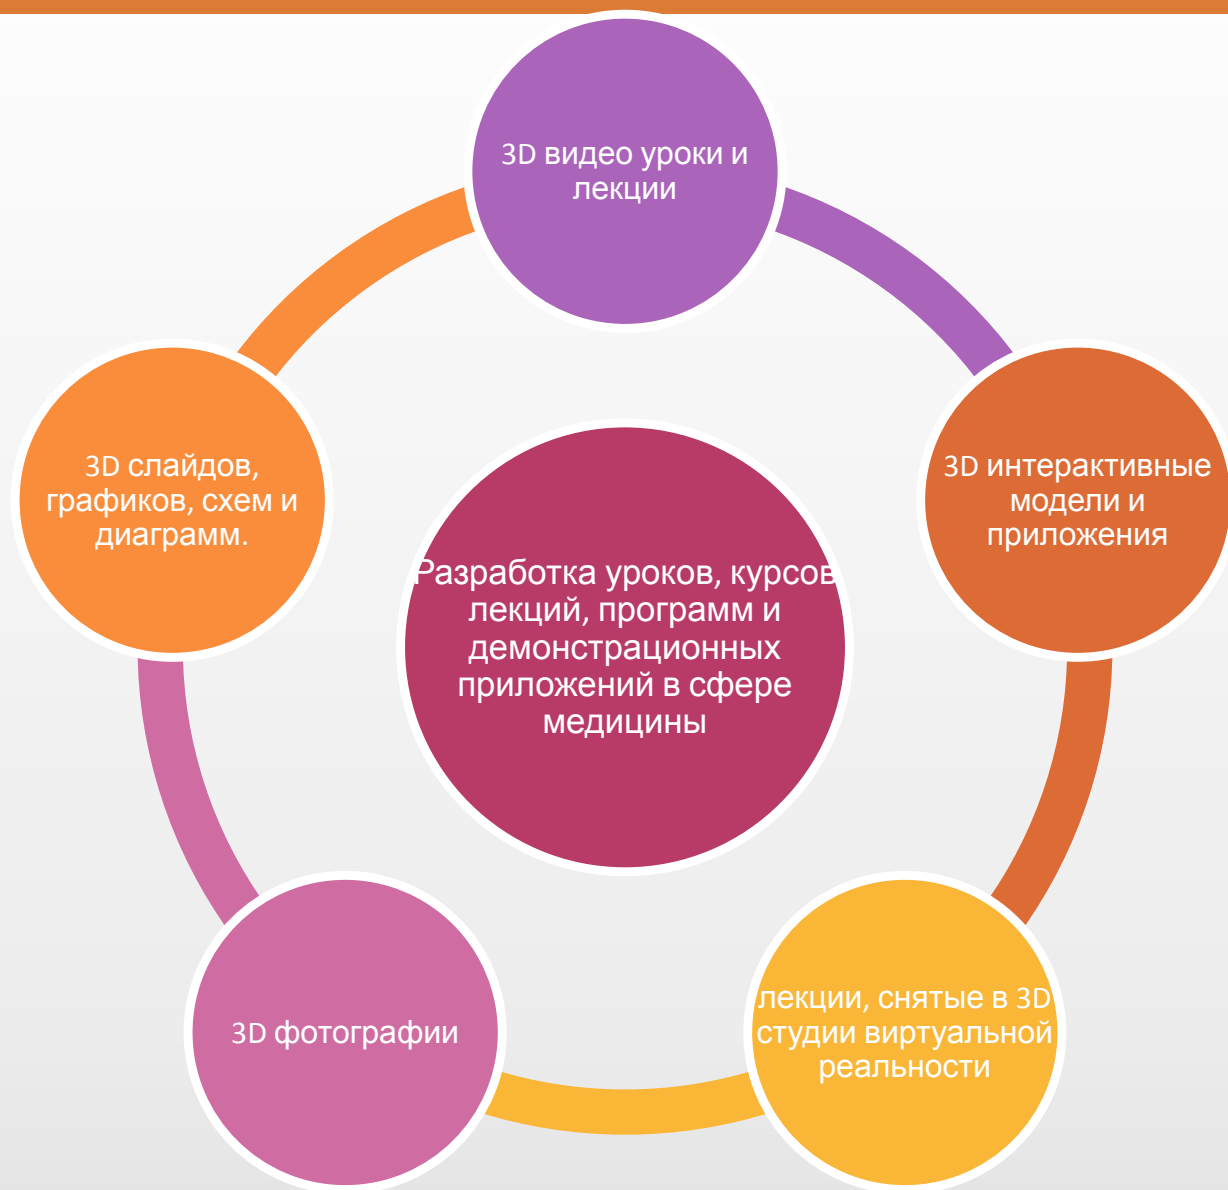 3D видео уроки и
лекции
3D интерактивные
модели и
приложения
лекции, снятые в 3D
студии виртуальной
реальности
3D фотографии
3D слайдов,
графиков, схем и
диаграмм.
Разработка уроков, курсов
лекций, программ и
демонстрационных
приложений в сфере
медицины